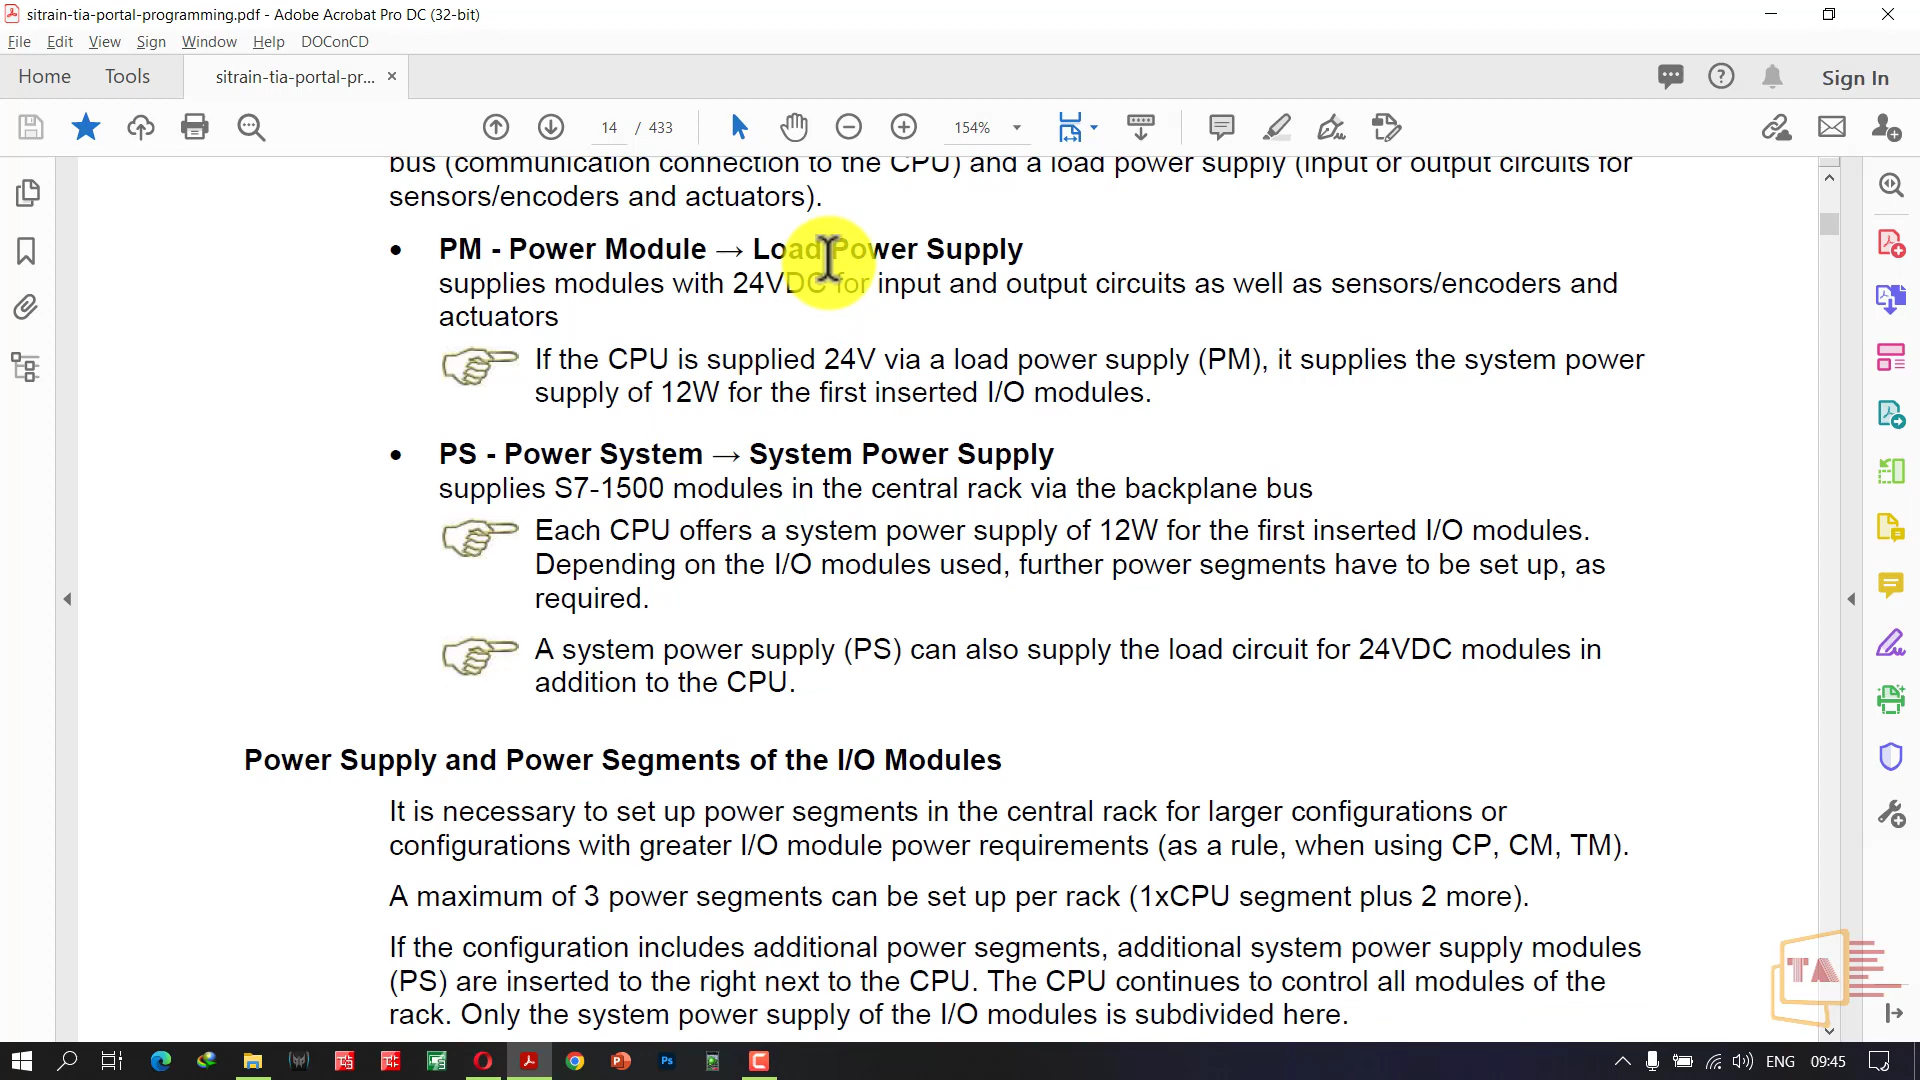 sitrain-tia-portal-programming.pdf - Adobe Acrobat Pro DC (32-bit)
File Edit View Sign Window Help DOConCD
Home Tools sitrain-tia-portal-pr... × Sign In
14 / 433 154%
bus (communication connection to the CPU) and a load power supply (input or output circuits for
sensors/encoders and actuators).
• PM - Power Module → Load Power Supply
supplies modules with 24VDC for input and output circuits as well as sensors/encoders and
actuators
If the CPU is supplied 24V via a load power supply (PM), it supplies the system power
supply of 12W for the first inserted I/O modules.
• PS - Power System → System Power Supply
supplies S7-1500 modules in the central rack via the backplane bus
Each CPU offers a system power supply of 12W for the first inserted I/O modules.
Depending on the I/O modules used, further power segments have to be set up, as
required.
A system power supply (PS) can also supply the load circuit for 24VDC modules in
addition to the CPU.
Power Supply and Power Segments of the I/O Modules
It is necessary to set up power segments in the central rack for larger configurations or
configurations with greater I/O module power requirements (as a rule, when using CP, CM, TM).
A maximum of 3 power segments can be set up per rack (1xCPU segment plus 2 more).
If the configuration includes additional power segments, additional system power supply modules
(PS) are inserted to the right next to the CPU. The CPU continues to control all modules of the
rack. Only the system power supply of the I/O modules is subdivided here.
TA
ENG 09:45